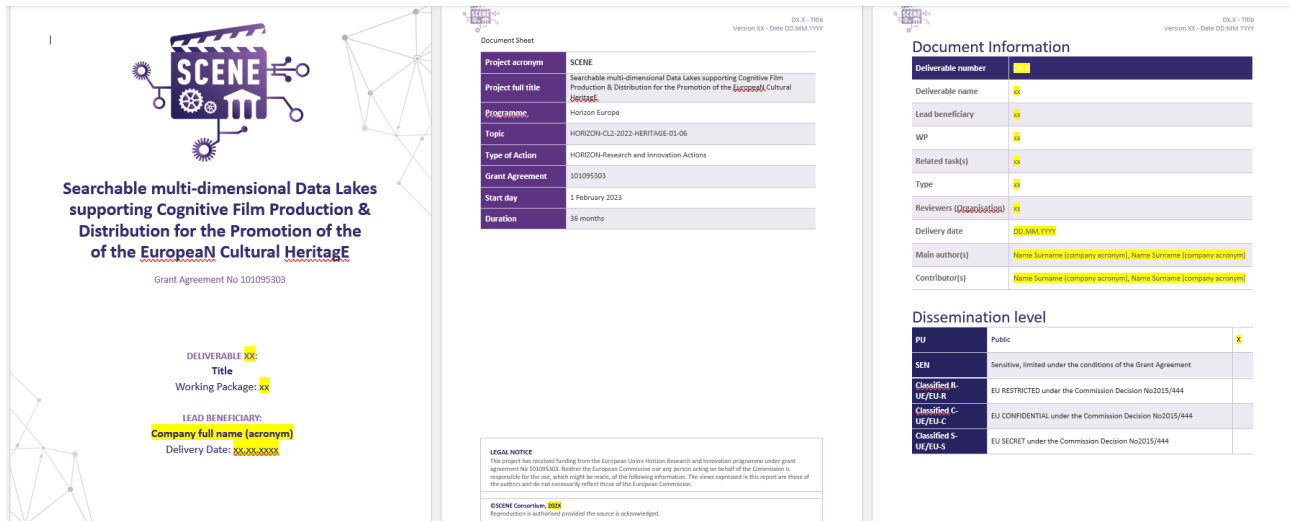 SCENE
Searchable multi-dimensional Data Lakes
supporting Cognitive Film Production &
Distribution for the Promotion of the
of the EuropeaN Cultural HeritagE
Grant Agreement No 101095303
DELIVERABLE XX:
Title
Working Package: xx
LEAD BENEFICIARY:
Company full name (acronym)
Delivery Date: xx.xx.xxxx
DX.X - Title
Version XX - Date DD.MM.YYYY
Document Sheet
Project acronym SCENE
Project full title Searchable multi-dimensional Data Lakes supporting Cognitive Film
Production & Distribution for the Promotion of the EuropeaN Cultural
HeritagE
Programme Horizon Europe
Topic HORIZON-CL2-2022-HERITAGE-01-06
Type of Action HORIZON-Research and Innovation Actions
Grant Agreement 101095303
Start day 1 February 2023
Duration 36 months
LEGAL NOTICE
This project has received funding from the European Union Horizon Research and Innovation programme under grant
agreement No 101095303. Neither the European Commission nor any person acting on behalf of the Commission is
responsible for the use, which might be made, of the following information. The views expressed in this report are those of
the authors and do not necessarily reflect those of the European Commission.
©SCENE Consortium, 202X
Reproduction is authorised provided the source is acknowledged.
DX.X - Title
Version XX - Date DD.MM.YYYY
Document Information
Deliverable number
Deliverable name xx
Lead beneficiary xx
WP xx
Related task(s) xx
Type xx
Reviewers (Organisation) xx
Delivery date DD.MM.YYYY
Main author(s) Name Surname (company acronym), Name Surname (company acronym)
Contributor(s) Name Surname (company acronym), Name Surname (company acronym)
Dissemination level
PU Public X
SEN Sensitive, limited under the conditions of the Grant Agreement
Classified R-
UE/EU-R EU RESTRICTED under the Commission Decision No2015/444
Classified C-
UE/EU-C EU CONFIDENTIAL under the Commission Decision No2015/444
Classified S-
UE/EU-S EU SECRET under the Commission Decision No2015/444